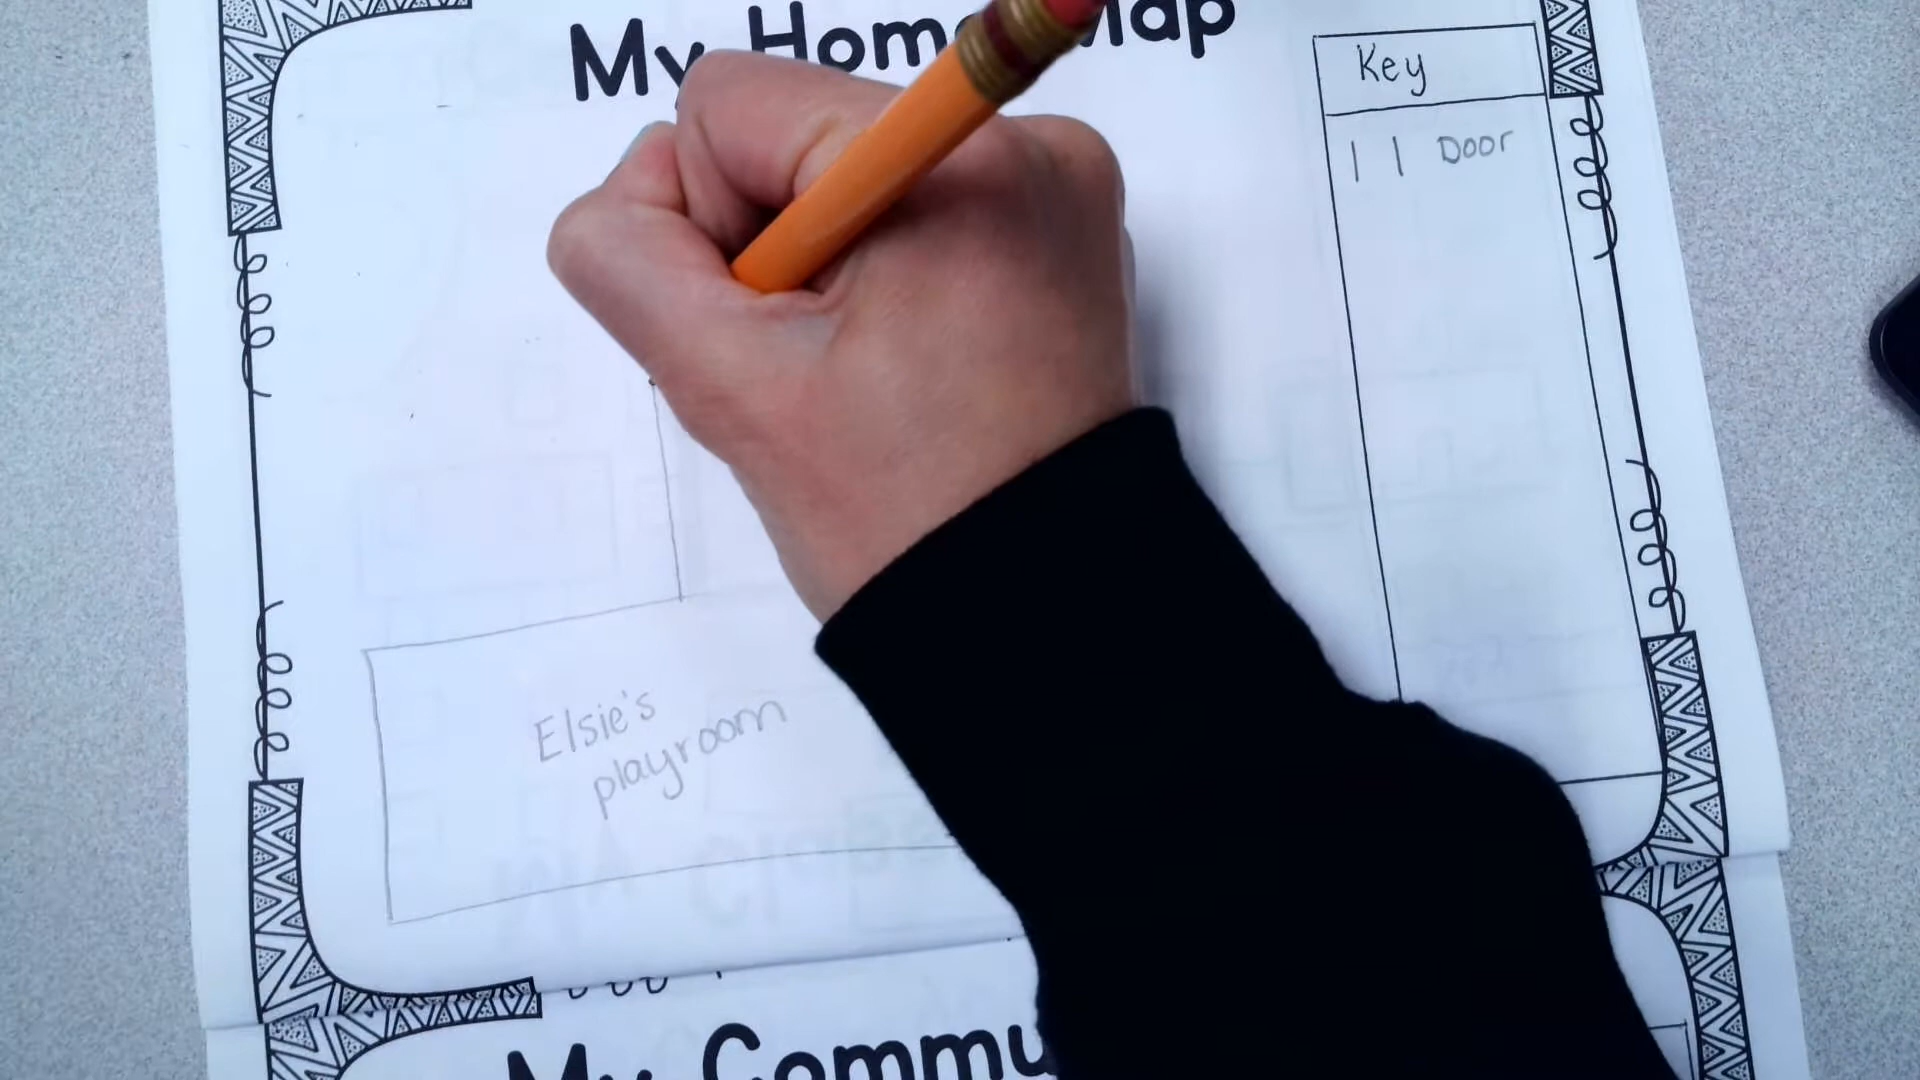 My Home Map
Key
| | Door
Elsie's
playroom
My Commu